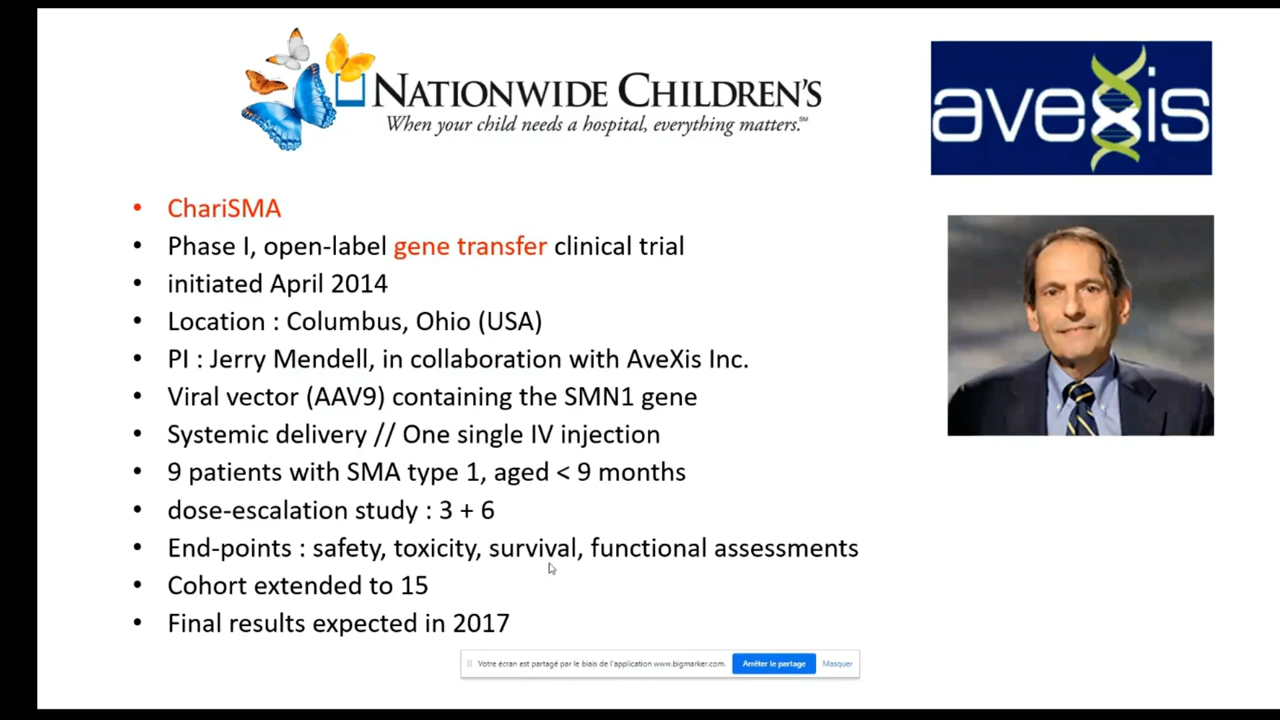 NATIONWIDE CHILDREN'S
When your child needs a hospital, everything matters.℠
avexis
• ChariSMA
• Phase I, open-label gene transfer clinical trial
• initiated April 2014
• Location : Columbus, Ohio (USA)
• PI : Jerry Mendell, in collaboration with AveXis Inc.
• Viral vector (AAV9) containing the SMN1 gene
• Systemic delivery // One single IV injection
• 9 patients with SMA type 1, aged < 9 months
• dose-escalation study : 3 + 6
• End-points : safety, toxicity, survival, functional assessments
• Cohort extended to 15
• Final results expected in 2017
Votre écran est partagé par le biais de l'application www.bigmarker.com. Arrêter le partage Masquer